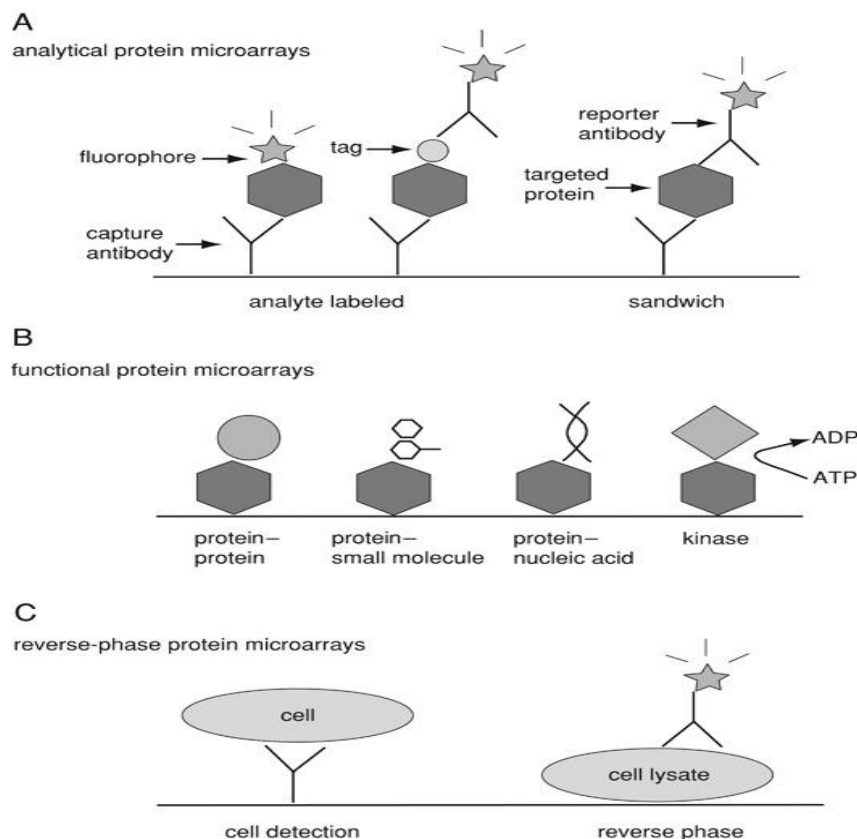 A
analytical protein microarrays
fluorophore
tag
reporter
antibody
targeted
protein
capture
antibody
analyte labeled
sandwich
B
functional protein microarrays
ADP
ATP
protein–
protein
protein–
small molecule
protein–
nucleic acid
kinase
C
reverse-phase protein microarrays
cell
cell lysate
cell detection
reverse phase